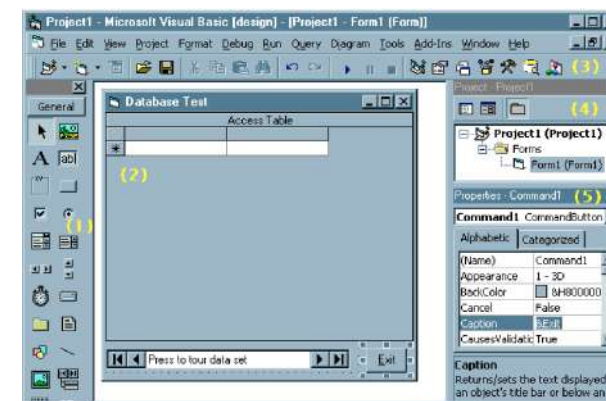 Project1 - Microsoft Visual Basic [design] - [Project1 - Form1 (Form)]
File Edit View Project Format Debug Run Query Diagram Tools Add-Ins Window Help
(3)
General
A ab|
(1)
Database Test
Access Table
(2)
Press to tour data set
Exit
Project - Project1
(4)
Project1 (Project1)
Forms
Form1 (Form1)
Properties - Command1 (5)
Command1 CommandButton
Alphabetic Categorized
(Name) Command1
Appearance 1 - 3D
BackColor &H800000
Cancel False
Caption &Exit
CausesValidatic True
Caption
Returns/sets the text displayed
an object's title bar or below an